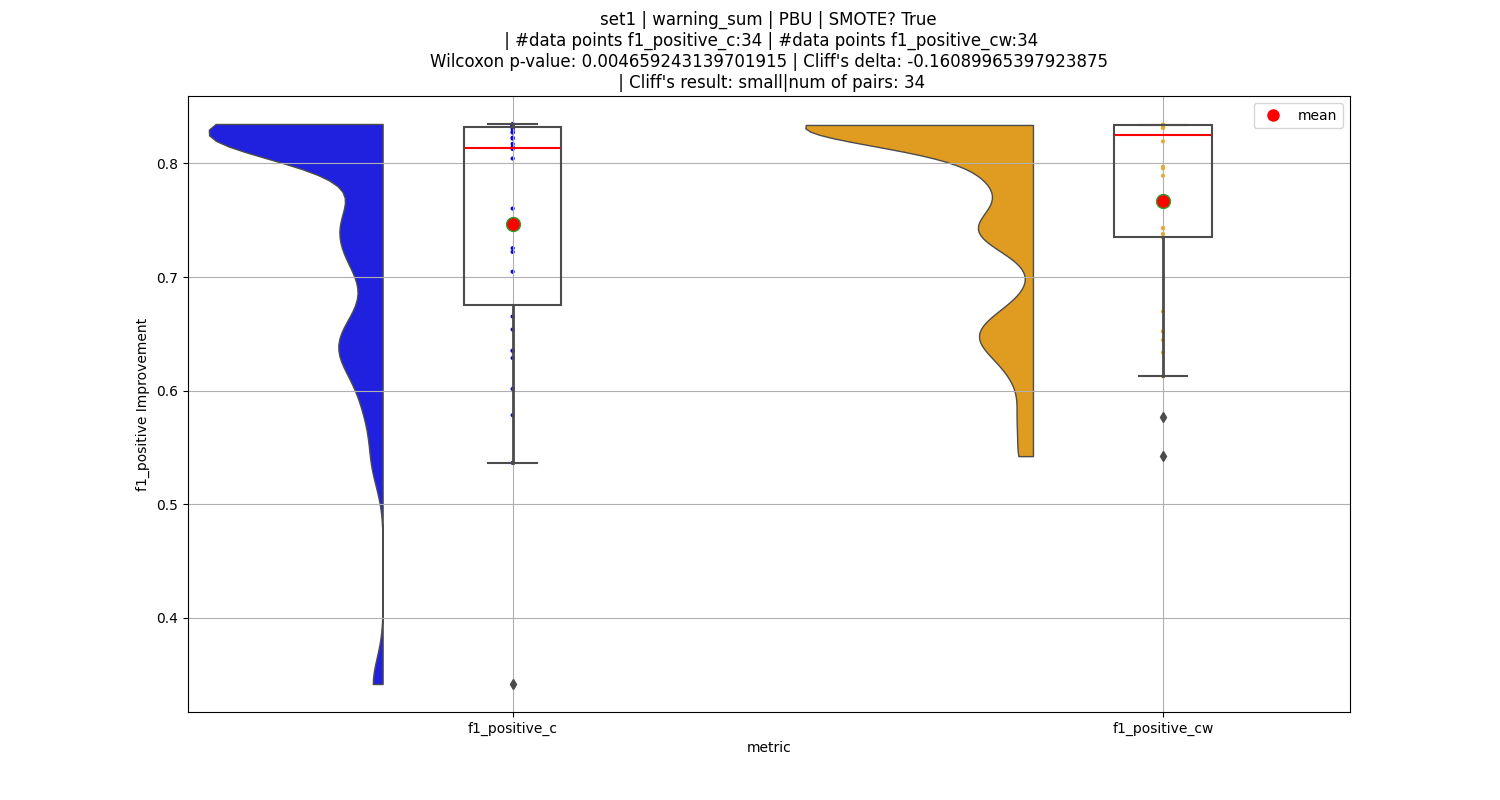 set1 | warning_sum | PBU | SMOTE? True
| #data points f1_positive_c:34 | #data points f1_positive_cw:34
Wilcoxon p-value: 0.004659243139701915 | Cliff's delta: -0.16089965397923875
| Cliff's result: small|num of pairs: 34
mean
0.8
0.7
0.6
0.5
0.4
f1_positive Improvement
f1_positive_c
f1_positive_cw
metric